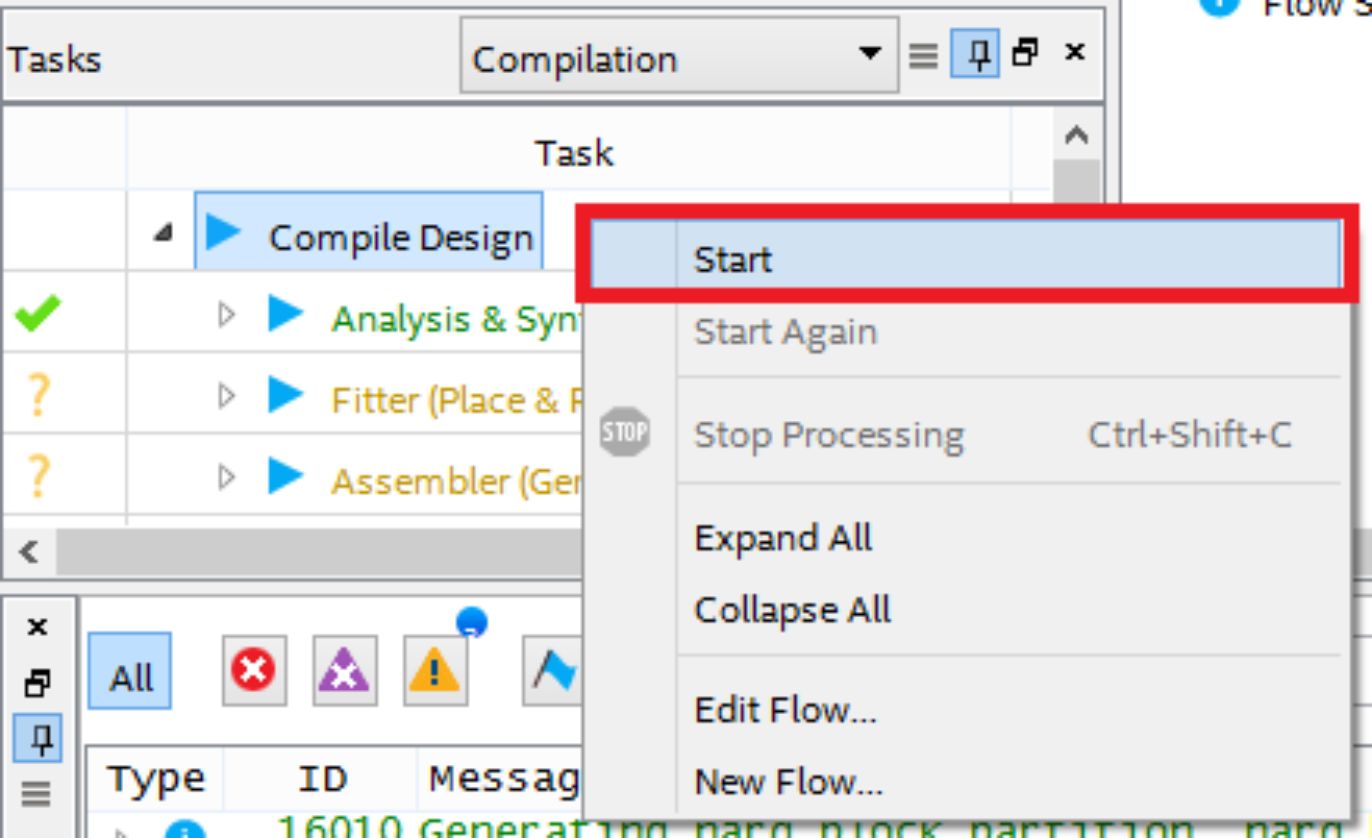 Flow S
Tasks
Compilation
Task
Compile Design
Start
Analysis & Syn
Start Again
Fitter (Place &
STOP
Stop Processing Ctrl+Shift+C
Assembler (Ger
Expand All
Collapse All
All
Edit Flow...
Type ID Messag
New Flow...
16010 Generating hard block partition "hard